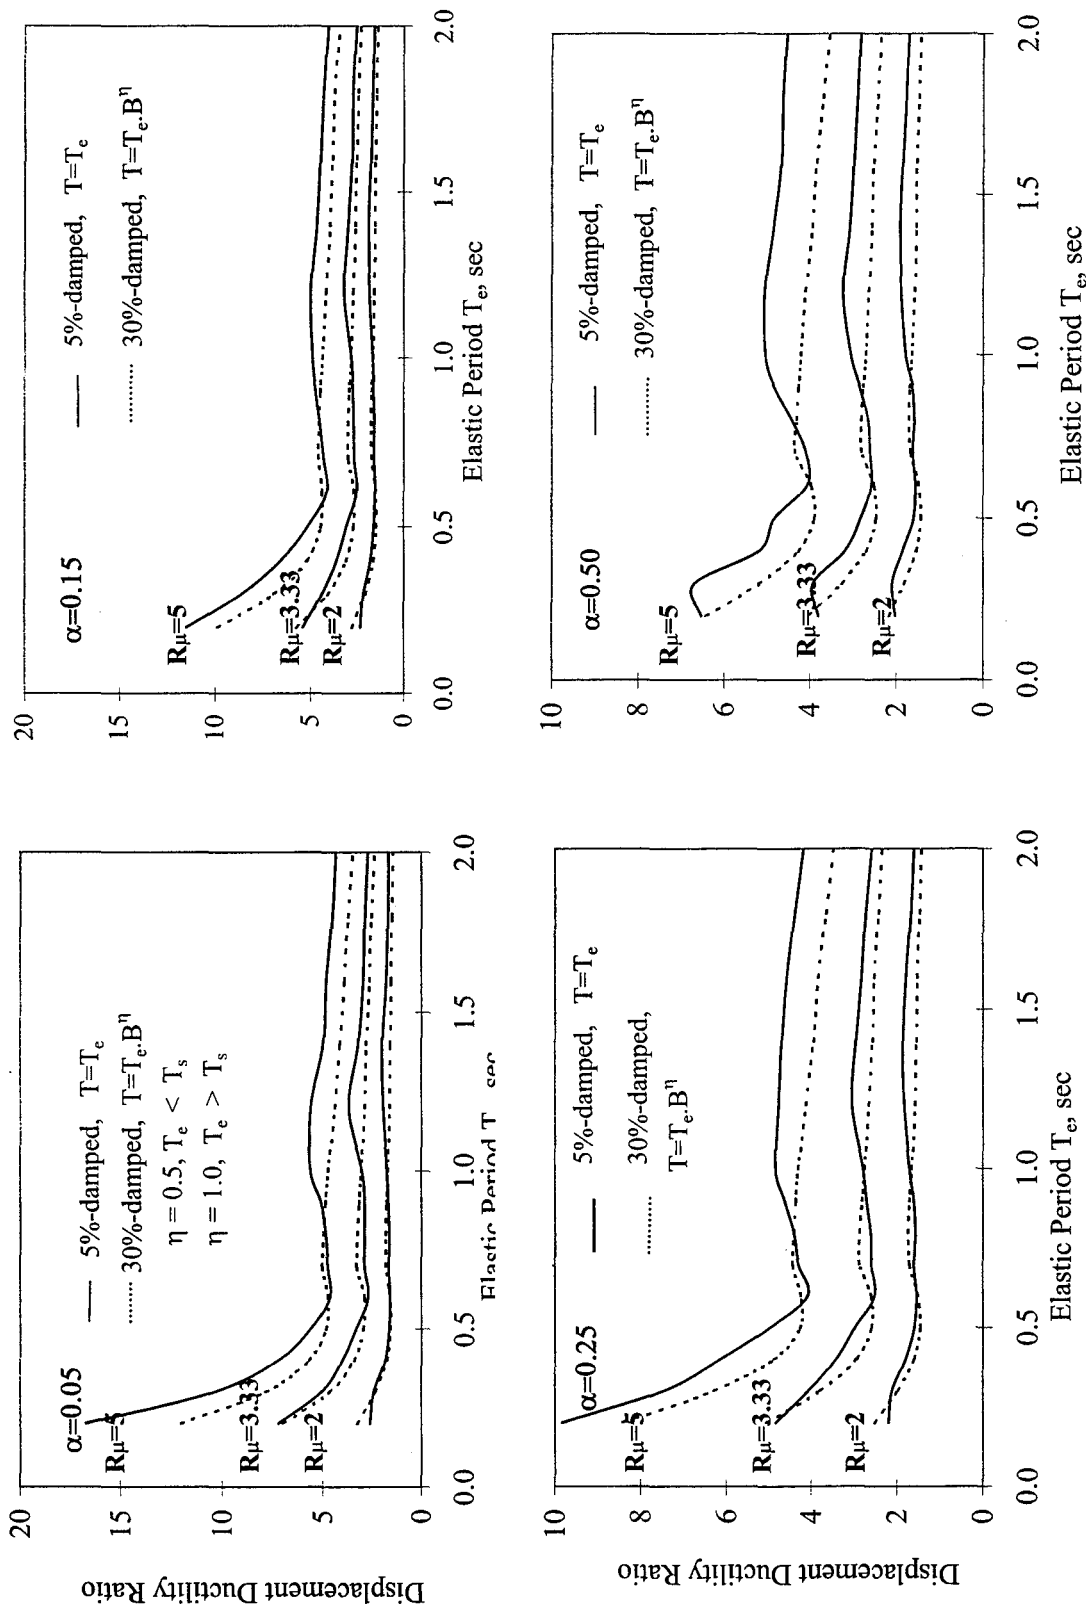 α=0.05
5%-damped, T=Te
30%-damped, T=Te.Bη
η = 0.5, Te < Ts
η = 1.0, Te > Ts
Rμ=5
Rμ=3.33
Rμ=2
20
15
10
5
0
0.0
0.5
1.0
1.5
2.0
Displacement Ductility Ratio
Elastic Period T sec
α=0.15
5%-damped, T=Te
30%-damped, T=Te.Bη
Rμ=5
Rμ=3.33
Rμ=2
20
15
10
5
0
0.0
0.5
1.0
1.5
2.0
Elastic Period Te, sec
α=0.25
5%-damped, T=Te
30%-damped,
T=Te.Bη
Rμ=5
Rμ=3.33
Rμ=2
10
8
6
4
2
0
0.0
0.5
1.0
1.5
2.0
Displacement Ductility Ratio
Elastic Period Te, sec
α=0.50
5%-damped, T=Te
30%-damped, T=Te.Bη
Rμ=5
Rμ=3.33
Rμ=2
10
8
6
4
2
0
0.0
0.5
1.0
1.5
2.0
Elastic Period Te, sec